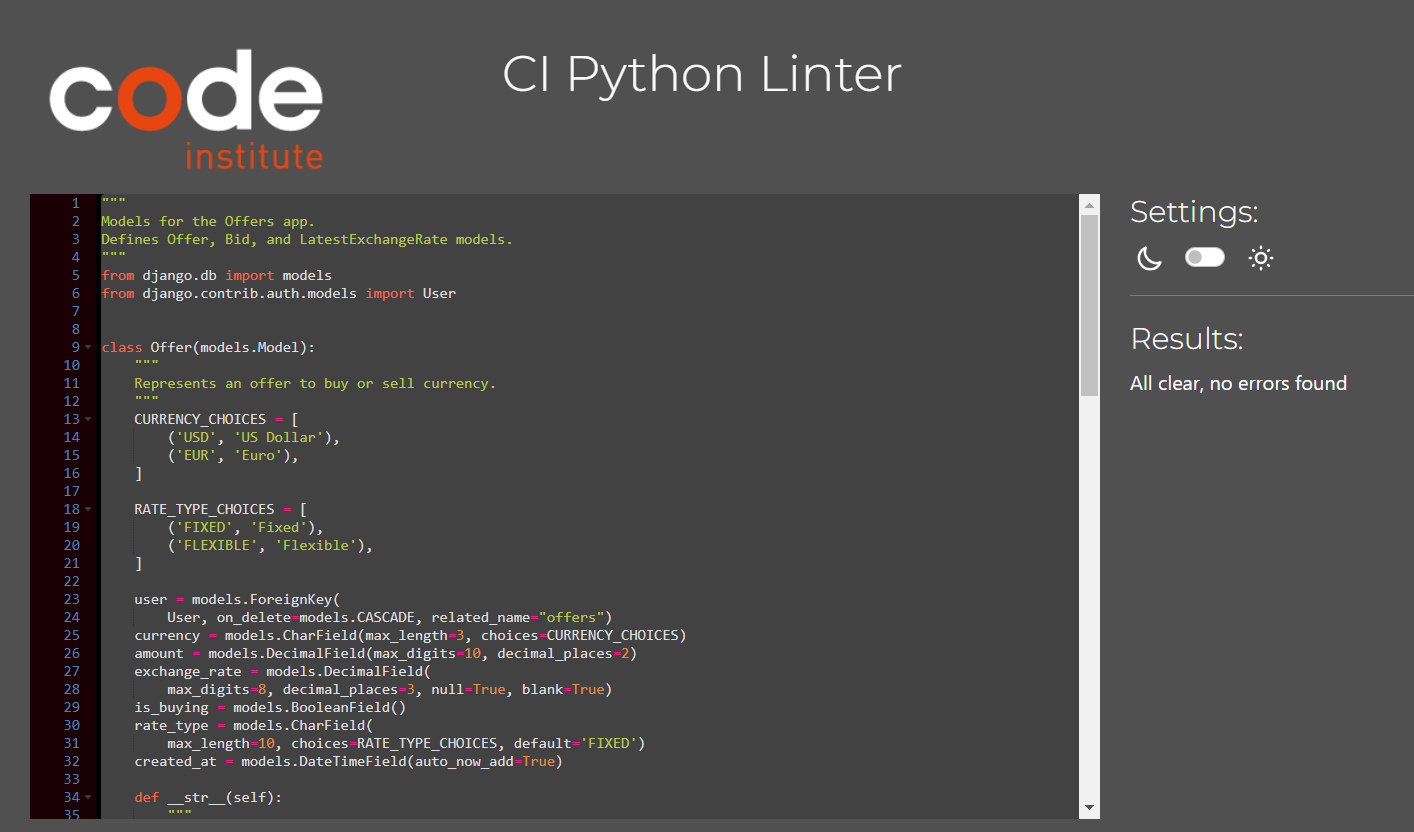 code
institute
CI Python Linter
1 """
2 Models for the Offers app.
3 Defines Offer, Bid, and LatestExchangeRate models.
4 """
5 from django.db import models
6 from django.contrib.auth.models import User
7
8
9 class Offer(models.Model):
10     """
11     Represents an offer to buy or sell currency.
12     """
13     CURRENCY_CHOICES = [
14         ('USD', 'US Dollar'),
15         ('EUR', 'Euro'),
16     ]
17
18     RATE_TYPE_CHOICES = [
19         ('FIXED', 'Fixed'),
20         ('FLEXIBLE', 'Flexible'),
21     ]
22
23     user = models.ForeignKey(
24         User, on_delete=models.CASCADE, related_name="offers")
25     currency = models.CharField(max_length=3, choices=CURRENCY_CHOICES)
26     amount = models.DecimalField(max_digits=10, decimal_places=2)
27     exchange_rate = models.DecimalField(
28         max_digits=8, decimal_places=3, null=True, blank=True)
29     is_buying = models.BooleanField()
30     rate_type = models.CharField(
31         max_length=10, choices=RATE_TYPE_CHOICES, default='FIXED')
32     created_at = models.DateTimeField(auto_now_add=True)
33
34     def __str__(self):
35         """
Settings:
Results:
All clear, no errors found